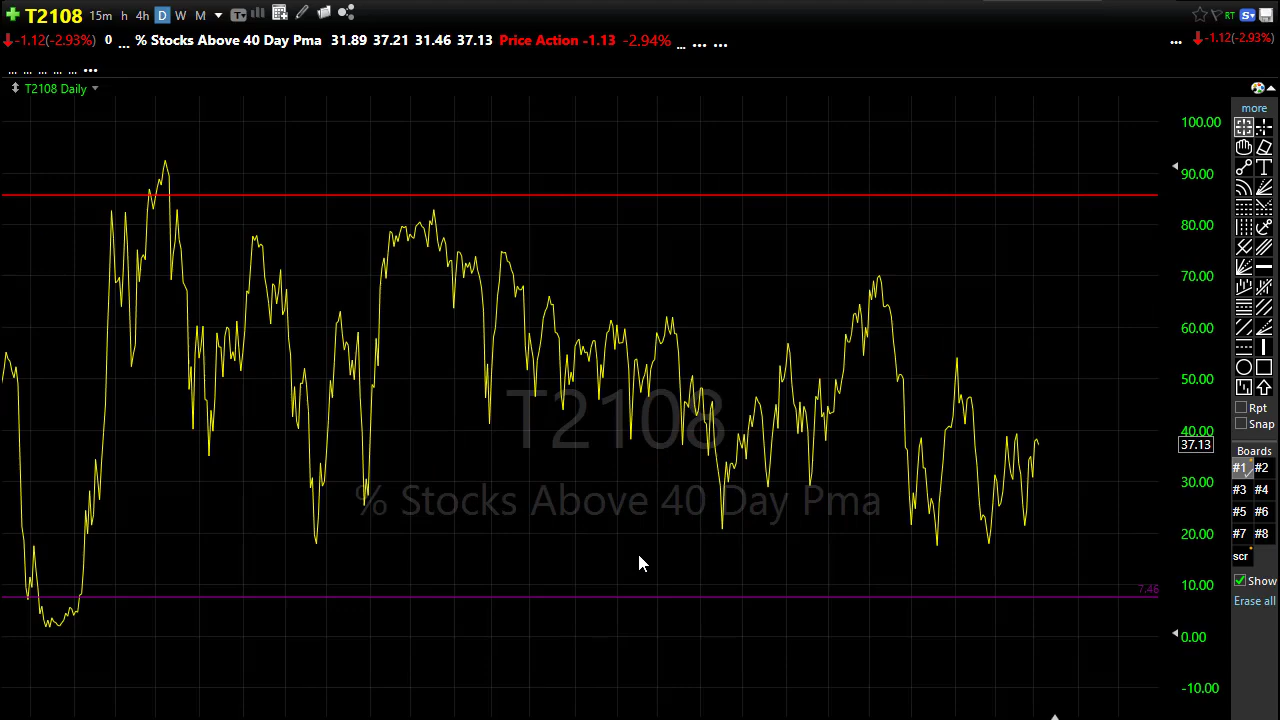 T2108 15m h 4h D W M T RT S
-1.12(-2.93%) 0 ... % Stocks Above 40 Day Pma 31.89 37.21 31.46 37.13 Price Action -1.13 -2.94% ... ... ... ... -1.12(-2.93%)
... ... ... ... ... ...
T2108 Daily
more
100.00
90.00
80.00
70.00
60.00
50.00
40.00
37.13
30.00
20.00
10.00
7.46
0.00
-10.00
T2108
% Stocks Above 40 Day Pma
T
Rpt
Snap
Boards
#1 #2
#3 #4
#5 #6
#7 #8
scr
Show
Erase all